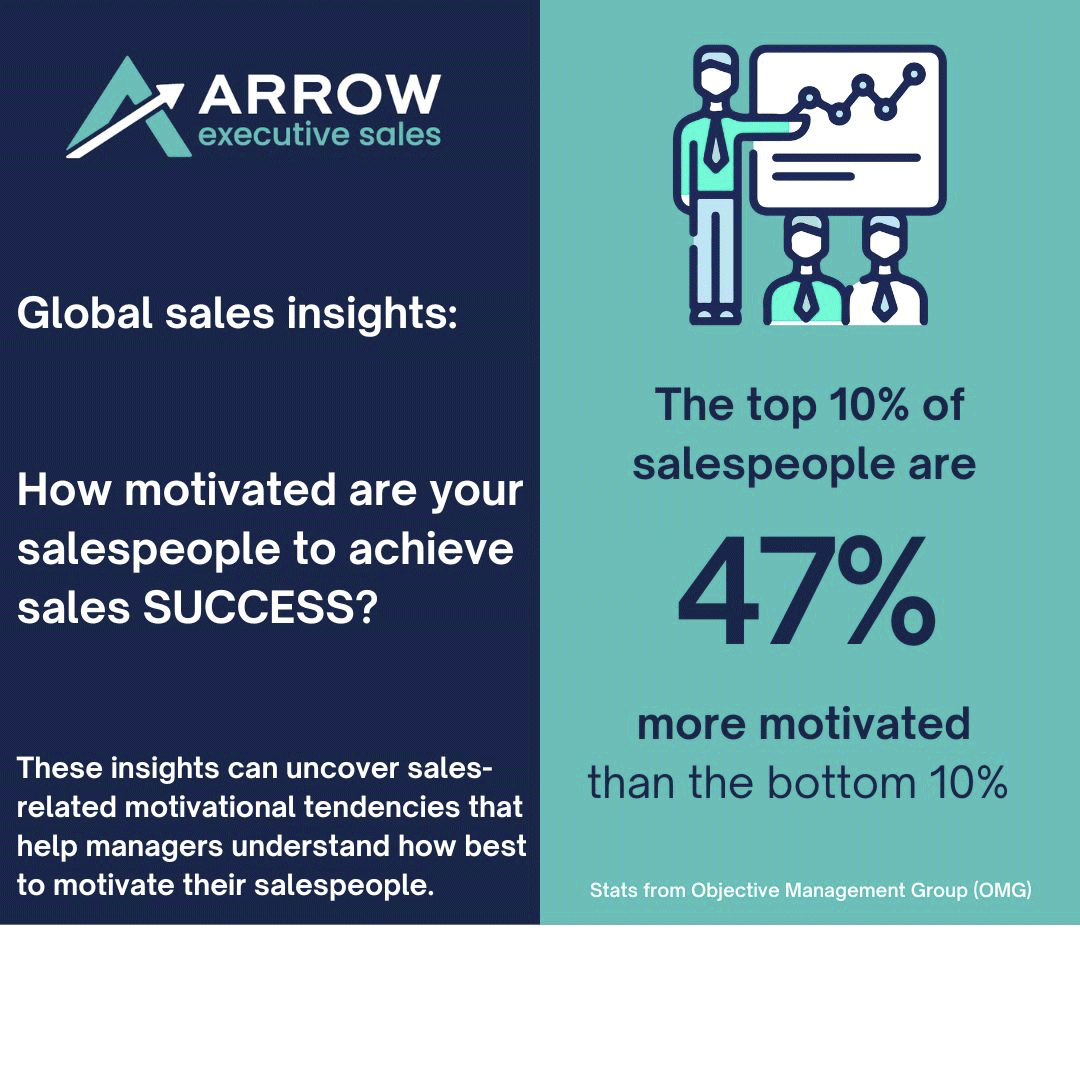 ARROW
executive sales
Global sales insights:
How motivated are your
salespeople to achieve
sales SUCCESS?
These insights can uncover sales-
related motivational tendencies that
help managers understand how best
to motivate their salespeople.
The top 10% of
salespeople are
47%
more motivated
than the bottom 10%
Stats from Objective Management Group (OMG)